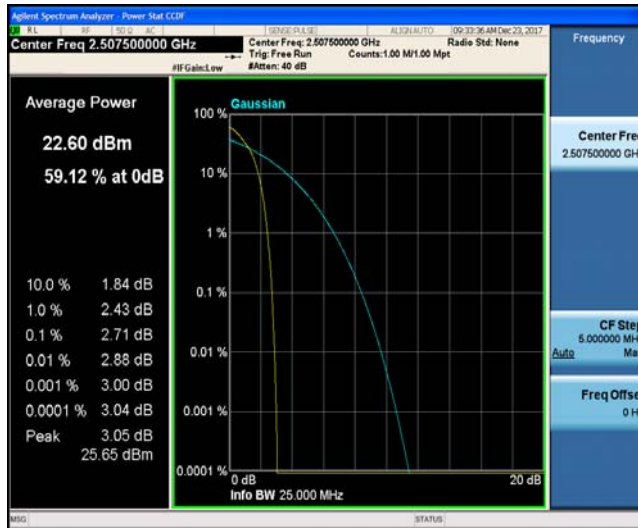 Agilent Spectrum Analyzer - Power Stat CCDF
RL RF 50 Ω AC SENSE:PULSE ALIGN AUTO 09:33:36 AM Dec 23, 2017
Center Freq 2.507500000 GHz
Center Freq: 2.507500000 GHz Radio Std: None
Trig: Free Run Counts:1.00 M/1.00 Mpt
#IFGain:Low #Atten: 40 dB
Frequency
Average Power
22.60 dBm
59.12 % at 0dB
10.0 % 1.84 dB
1.0 % 2.43 dB
0.1 % 2.71 dB
0.01 % 2.88 dB
0.001 % 3.00 dB
0.0001 % 3.04 dB
Peak 3.05 dB
25.65 dBm
Gaussian
100 %
10 %
1 %
0.1 %
0.01 %
0.001 %
0.0001 %
0 dB 20 dB
Info BW 25.000 MHz
Center Fre
2.507500000 GH
CF Ste
5.000000 MH
Auto Ma
Freq Offse
0 H
MSG STATUS